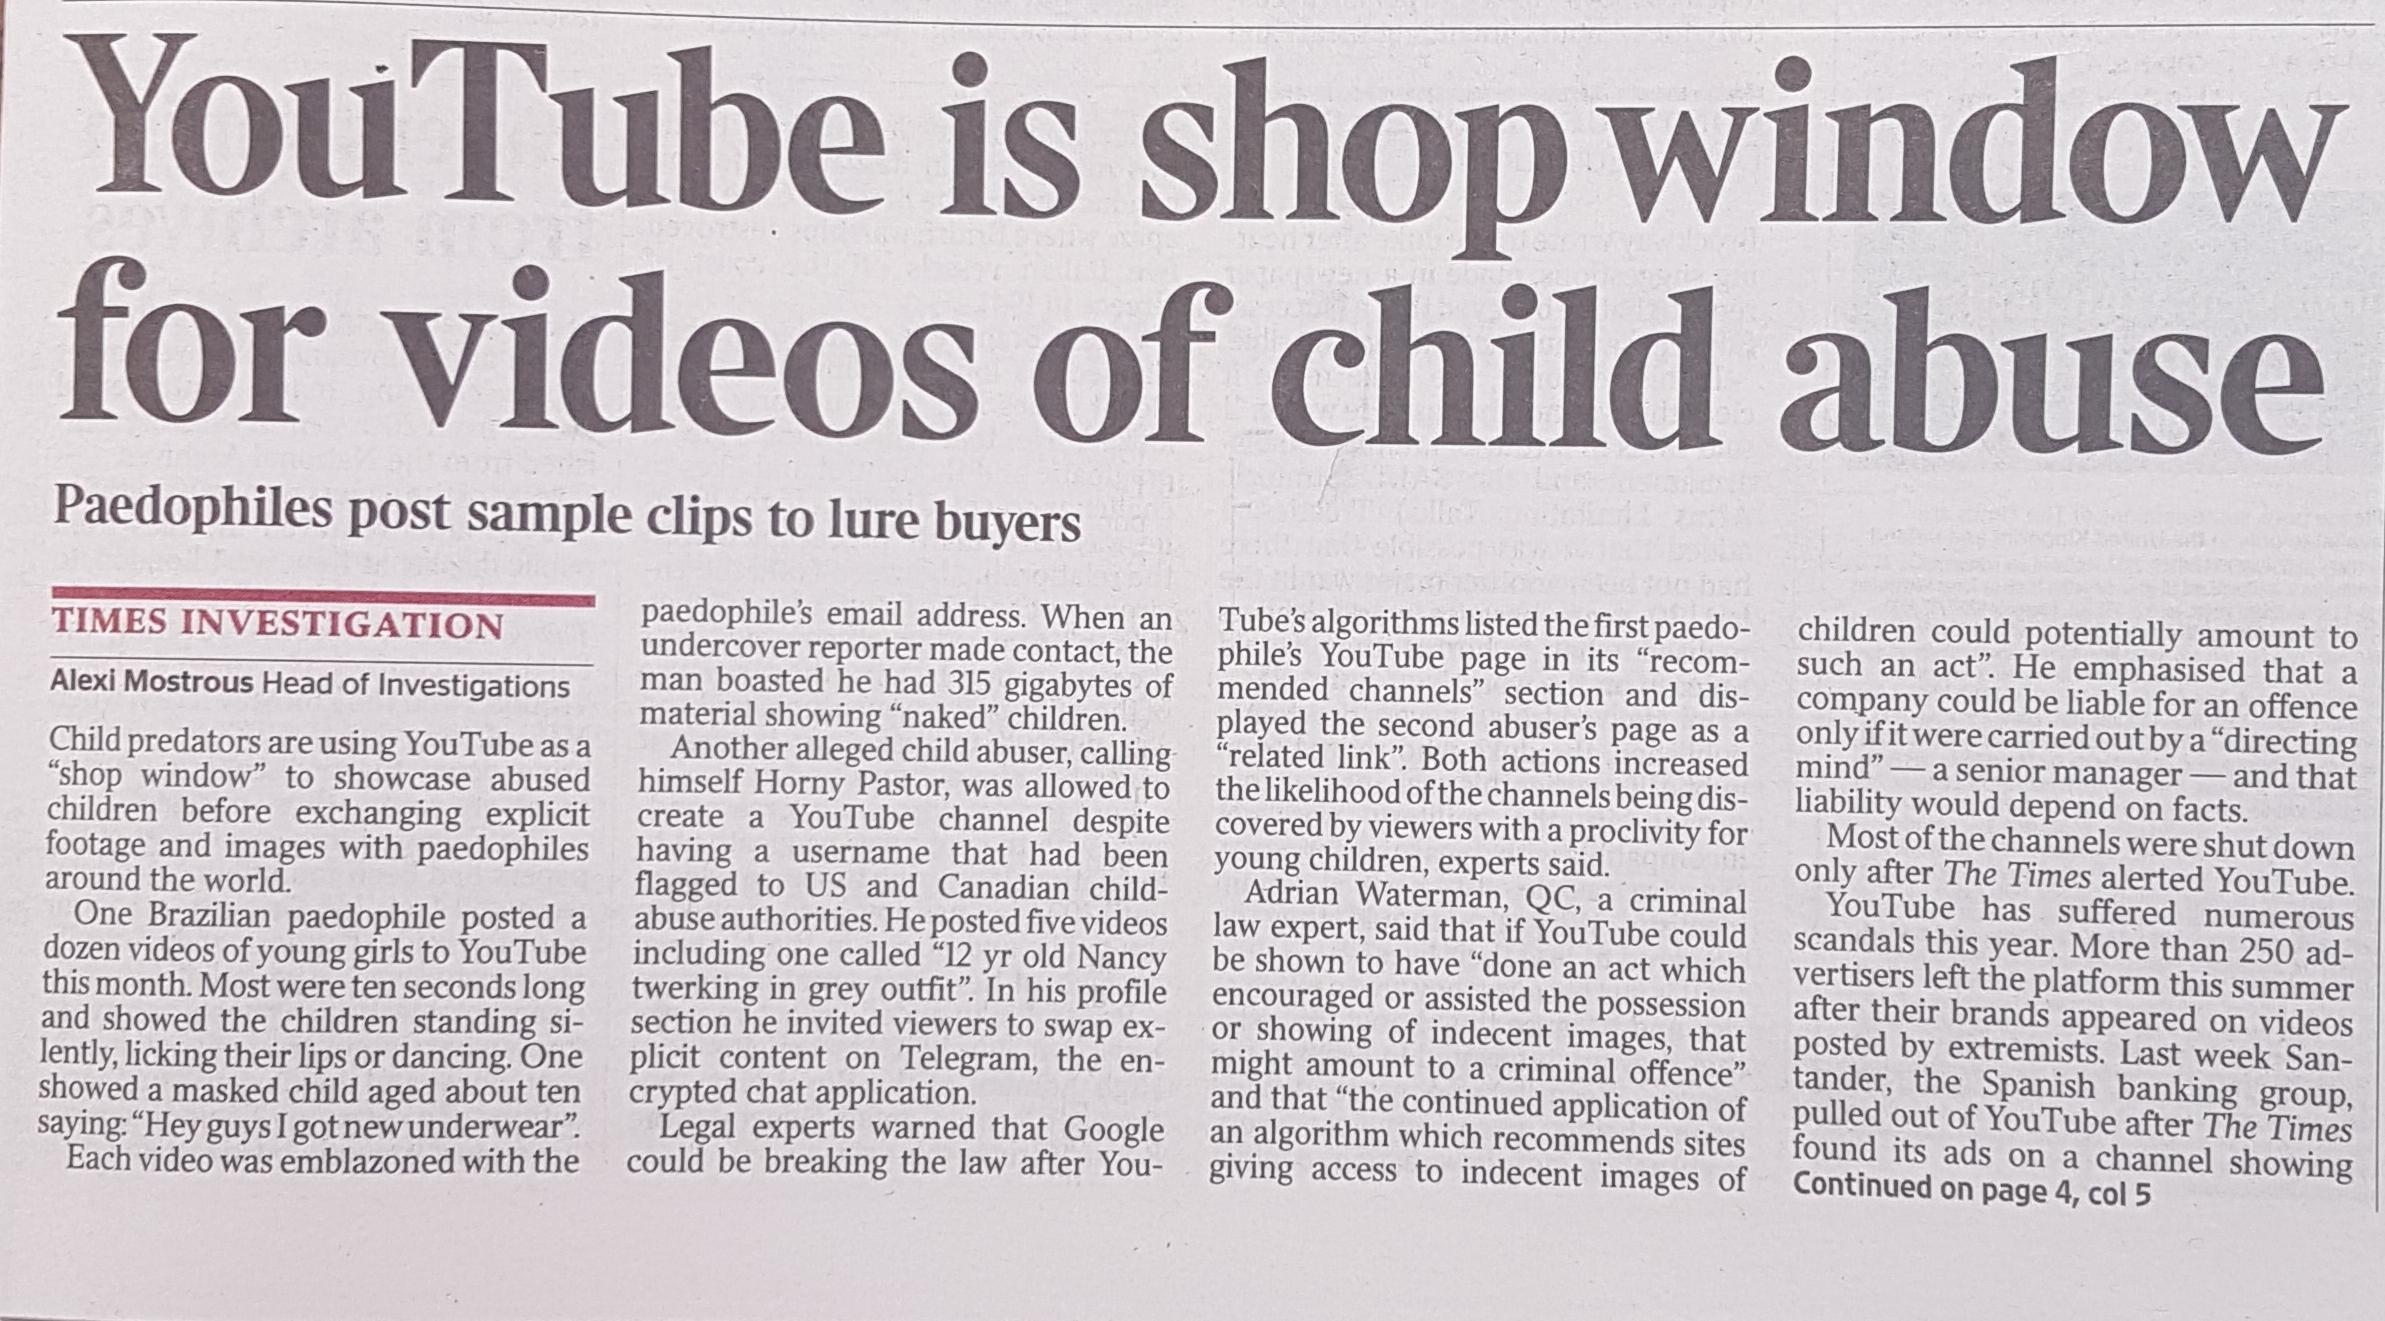 YouTube is shop window
for videos of child abuse
Paedophiles post sample clips to lure buyers
TIMES INVESTIGATION
Alexi Mostrous Head of Investigations
Child predators are using YouTube as a
“shop window” to showcase abused
children before exchanging explicit
footage and images with paedophiles
around the world.
One Brazilian paedophile posted a
dozen videos of young girls to YouTube
this month. Most were ten seconds long
and showed the children standing si-
lently, licking their lips or dancing. One
showed a masked child aged about ten
saying: “Hey guys I got new underwear”.
Each video was emblazoned with the
paedophile’s email address. When an
undercover reporter made contact, the
man boasted he had 315 gigabytes of
material showing “naked” children.
Another alleged child abuser, calling
himself Horny Pastor, was allowed to
create a YouTube channel despite
having a username that had been
flagged to US and Canadian child-
abuse authorities. He posted five videos
including one called “12 yr old Nancy
twerking in grey outfit”. In his profile
section he invited viewers to swap ex-
plicit content on Telegram, the en-
crypted chat application.
Legal experts warned that Google
could be breaking the law after You-
Tube’s algorithms listed the first paedo-
phile’s YouTube page in its “recom-
mended channels” section and dis-
played the second abuser’s page as a
“related link”. Both actions increased
the likelihood of the channels being dis-
covered by viewers with a proclivity for
young children, experts said.
Adrian Waterman, QC, a criminal
law expert, said that if YouTube could
be shown to have “done an act which
encouraged or assisted the possession
or showing of indecent images, that
might amount to a criminal offence”
and that “the continued application of
an algorithm which recommends sites
giving access to indecent images of
children could potentially amount to
such an act”. He emphasised that a
company could be liable for an offence
only if it were carried out by a “directing
mind” — a senior manager — and that
liability would depend on facts.
Most of the channels were shut down
only after The Times alerted YouTube.
YouTube has suffered numerous
scandals this year. More than 250 ad-
vertisers left the platform this summer
after their brands appeared on videos
posted by extremists. Last week San-
tander, the Spanish banking group,
pulled out of YouTube after The Times
found its ads on a channel showing
Continued on page 4, col 5